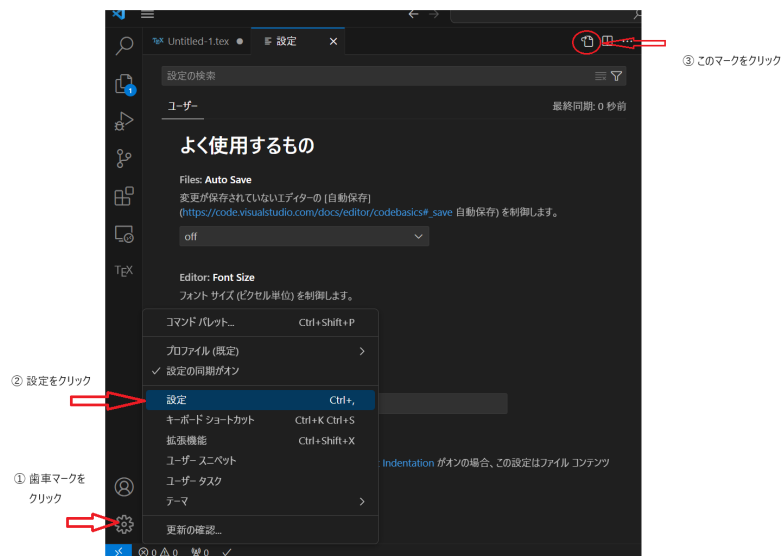 Untitled-1.tex
設定
③ このマークをクリック
設定の検索
ユーザー
最終同期: 0 秒前
よく使用するもの
Files: Auto Save
変更が保存されていないエディターの [自動保存]
(https://code.visualstudio.com/docs/editor/codebasics#_save 自動保存) を制御します。
off
TEX
Editor: Font Size
フォント サイズ (ピクセル単位) を制御します。
コマンド パレット... Ctrl+Shift+P
プロファイル (既定)
✓ 設定の同期がオン
② 設定をクリック
設定 Ctrl+,
キーボード ショートカット Ctrl+K Ctrl+S
拡張機能 Ctrl+Shift+X
ユーザー スニペット
Indentation がオンの場合、この設定はファイル コンテンツ
ユーザー タスク
テーマ
更新の確認...
① 歯車マークを
クリック
1
0 0 0